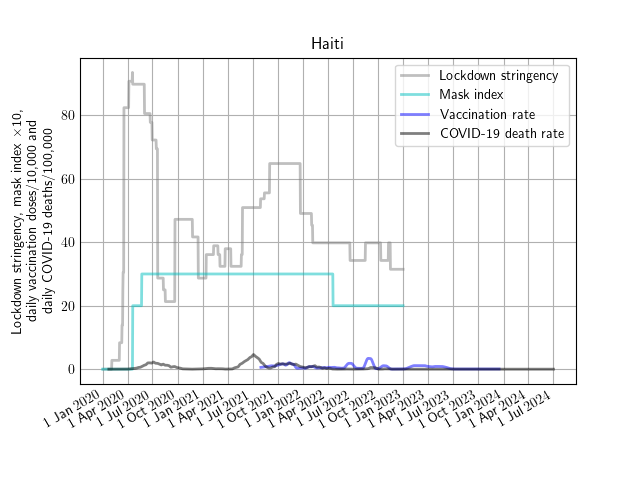 Haiti
Lockdown stringency
Mask index
Vaccination rate
COVID-19 death rate
Lockdown stringency, mask index ×10,
daily vaccination doses/10,000 and
daily COVID-19 deaths/100,000
80
60
40
20
0
1 Jan 2020
1 Apr 2020
1 Jul 2020
1 Oct 2020
1 Jan 2021
1 Apr 2021
1 Jul 2021
1 Oct 2021
1 Jan 2022
1 Apr 2022
1 Jul 2022
1 Oct 2022
1 Jan 2023
1 Apr 2023
1 Jul 2023
1 Oct 2023
1 Jan 2024
1 Apr 2024
1 Jul 2024